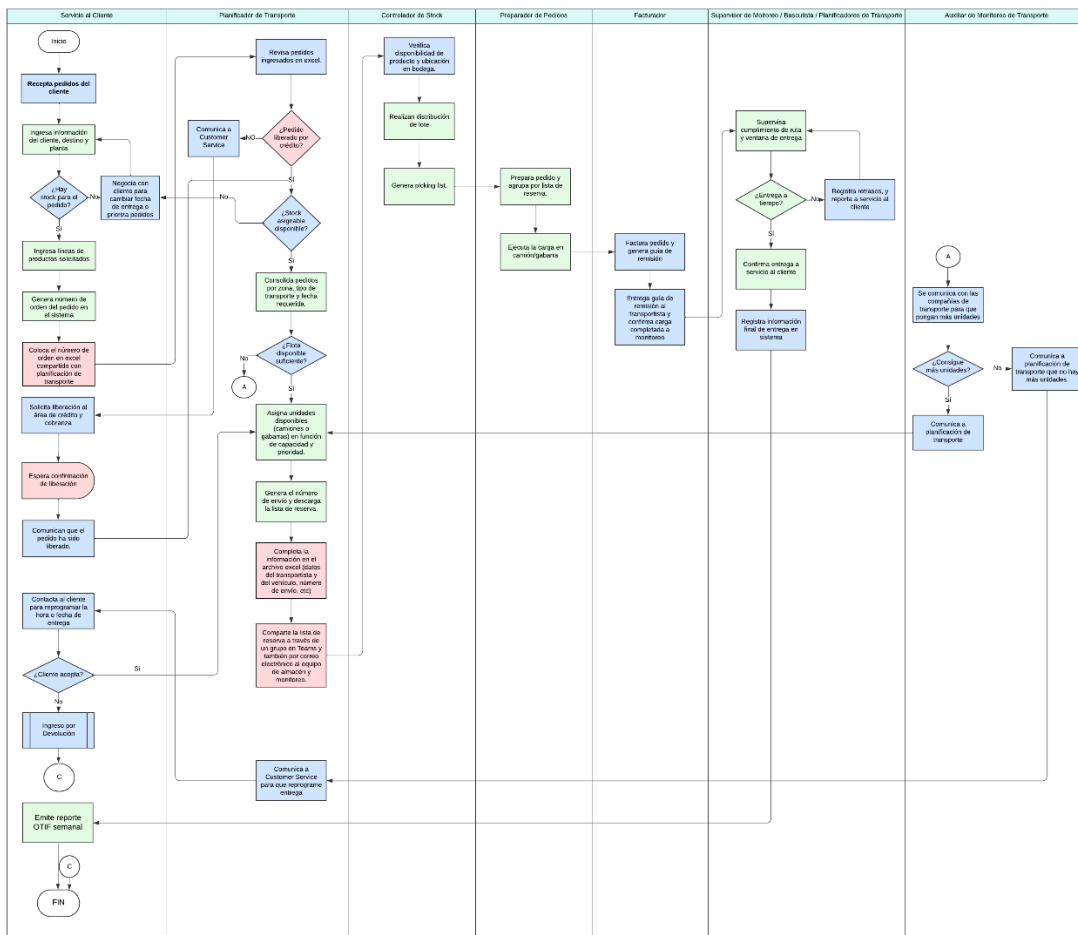 Servicio al Cliente
Planificador de Transporte
Controlador de Stock
Preparador de Pedidos
Facturador
Supervisor de Moitoreo / Basculista / Planificadores de Transporte
Auxiliar de Monitoreo de Transporte
Inicio
Recepta pedidos del
cliente
Ingresa información
del cliente, destino y
planta
¿Hay
stock para el
pedido?
No
Negocia con
cliente para
cambiar fecha
de entrega o
prioriza pedidos
Sí
Ingresa líneas de
productos solicitados
Genera número de
orden del pedido en
el sistema
Coloca el número de
orden en excel
compartido con
planificación de
transporte
Solicita liberación al
área de crédito y
cobranza
Espera confirmación
de liberación
Comunican que el
pedido ha sido
liberado.
Contacta al cliente
para reprogramar la
hora o fecha de
entrega
¿Cliente acepta?
Sí
No
Ingreso por
Devolución
C
Emite reporte
OTIF semanal
C
FIN
Revisa pedidos
ingresados en excel.
¿Pedido
liberado por
crédito?
NO
Comunica a
Customer
Service
Sí
¿Stock
asignable
disponible?
No
Sí
Consolida pedidos
por zona, tipo de
transporte y fecha
requerida.
¿Flota
disponible
suficiente?
No
A
Sí
Asigna unidades
disponibles
(camiones o
gabarras) en función
de capacidad y
prioridad.
Genera el número
de envío y descarga
la lista de reserva.
Completa la
información en el
archivo excel (datos
del transportista y
del vehículo, número
de envío, etc)
Comparte la lista de
reserva a través de
un grupo en Teams y
también por correo
electrónico al equipo
de almacén y
monitoreo.
Comunica a
Customer Service
para que reprograme
entrega
Verifica
disponibilidad de
producto y ubicación
en bodega.
Realizan distribución
de lote
Genera picking list.
Prepara pedido y
agrupa por lista de
reserva.
Ejecuta la carga en
camión/gabarra
Factura pedido y
genera guía de
remisión
Entrega guía de
remisión al
transportista y
confirma carga
completada a
monitoreo
Supervisa
cumplimiento de ruta
y ventana de entrega
¿Entrega a
tiempo?
No
Registra retrasos, y
reporta a servicio al
cliente
Sí
Confirma entrega a
servicio al cliente
Registra información
final de entrega en
sistema
A
Se comunica con las
compañías de
transporte para que
pongan más unidades
¿Consigue
más unidades?
No
Comunica a
planificación de
transporte que no hay
más unidades.
Sí
Comunica a
planificación de
transporte